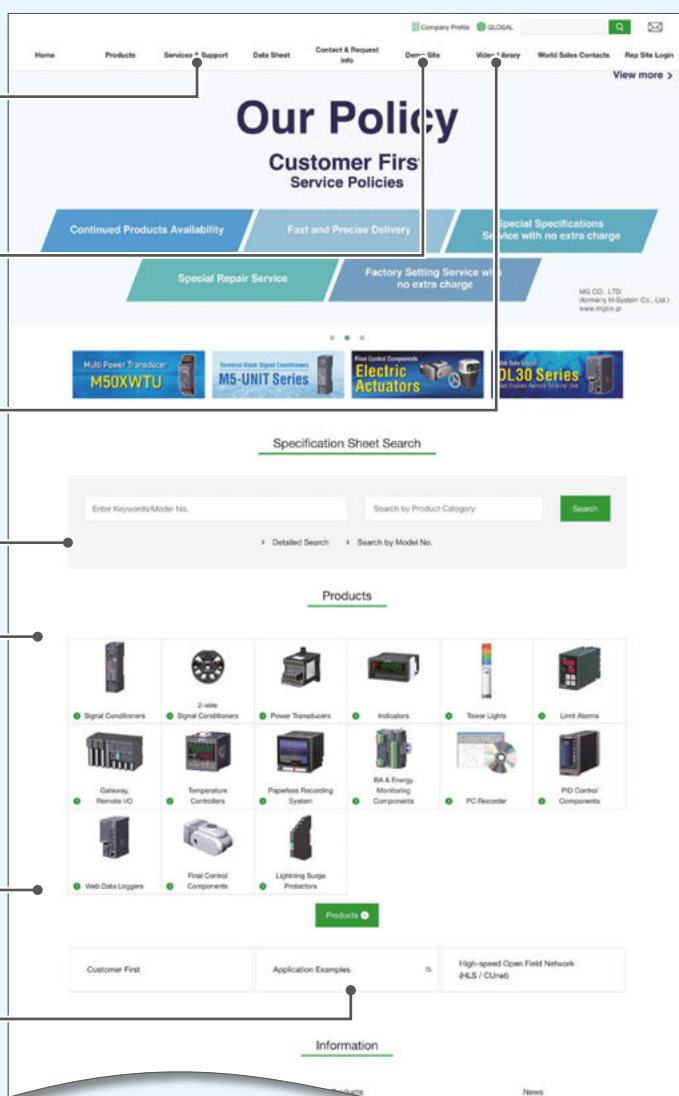 Company Profile GLOBAL
Home Products Services & Support Data Sheet Contact & Request Info Demo Site Video Library World Sales Contacts Rep Site Login
View more >
Our Policy
Customer First
Service Policies
Continued Products Availability
Fast and Precise Delivery
Special Specifications
Service with no extra charge
Special Repair Service
Factory Setting Service with
no extra charge
MG CO., LTD.
(formerly M-System Co., Ltd.)
www.mgco.jp
Multi Power Transducer
M50XWTU
Terminal Block Signal Conditioners
M5-UNIT Series
Final Control Components
Electric
Actuators
DL30 Series
Specification Sheet Search
Enter Keywords/Model No.
Search by Product Category
Search
> Detailed Search > Search by Model No.
Products
Signal Conditioners
2-wire
Signal Conditioners
Power Transducers
Indicators
Tower Lights
Limit Alarms
Gateway,
Remote I/O
Temperature
Controllers
Paperless Recording
System
BA & Energy
Monitoring
Components
PC Recorder
PID Control
Components
Web Data Loggers
Final Control
Components
Lightning Surge
Protectors
Products
Customer First
Application Examples
High-speed Open Field Network
(HLS / CUnet)
Information
Products
News